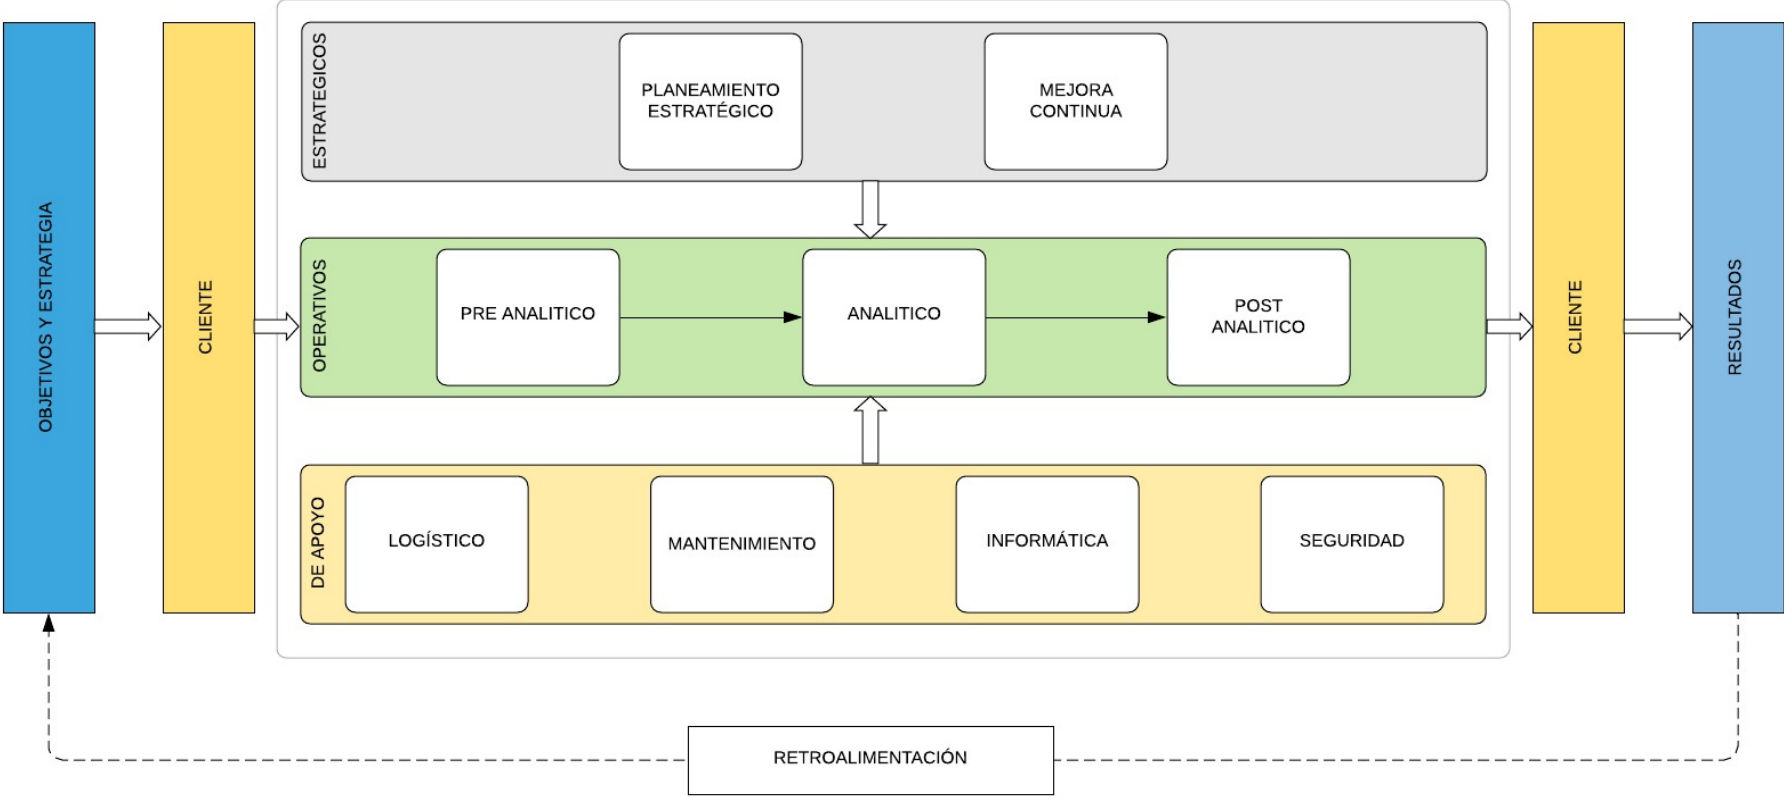 OBJETIVOS Y ESTRATEGIA
CLIENTE
ESTRATEGICOS
PLANEAMIENTO
ESTRATÉGICO
MEJORA
CONTINUA
OPERATIVOS
PRE ANALITICO
ANALITICO
POST
ANALITICO
DE APOYO
LOGÍSTICO
MANTENIMIENTO
INFORMÁTICA
SEGURIDAD
CLIENTE
RESULTADOS
RETROALIMENTACIÓN